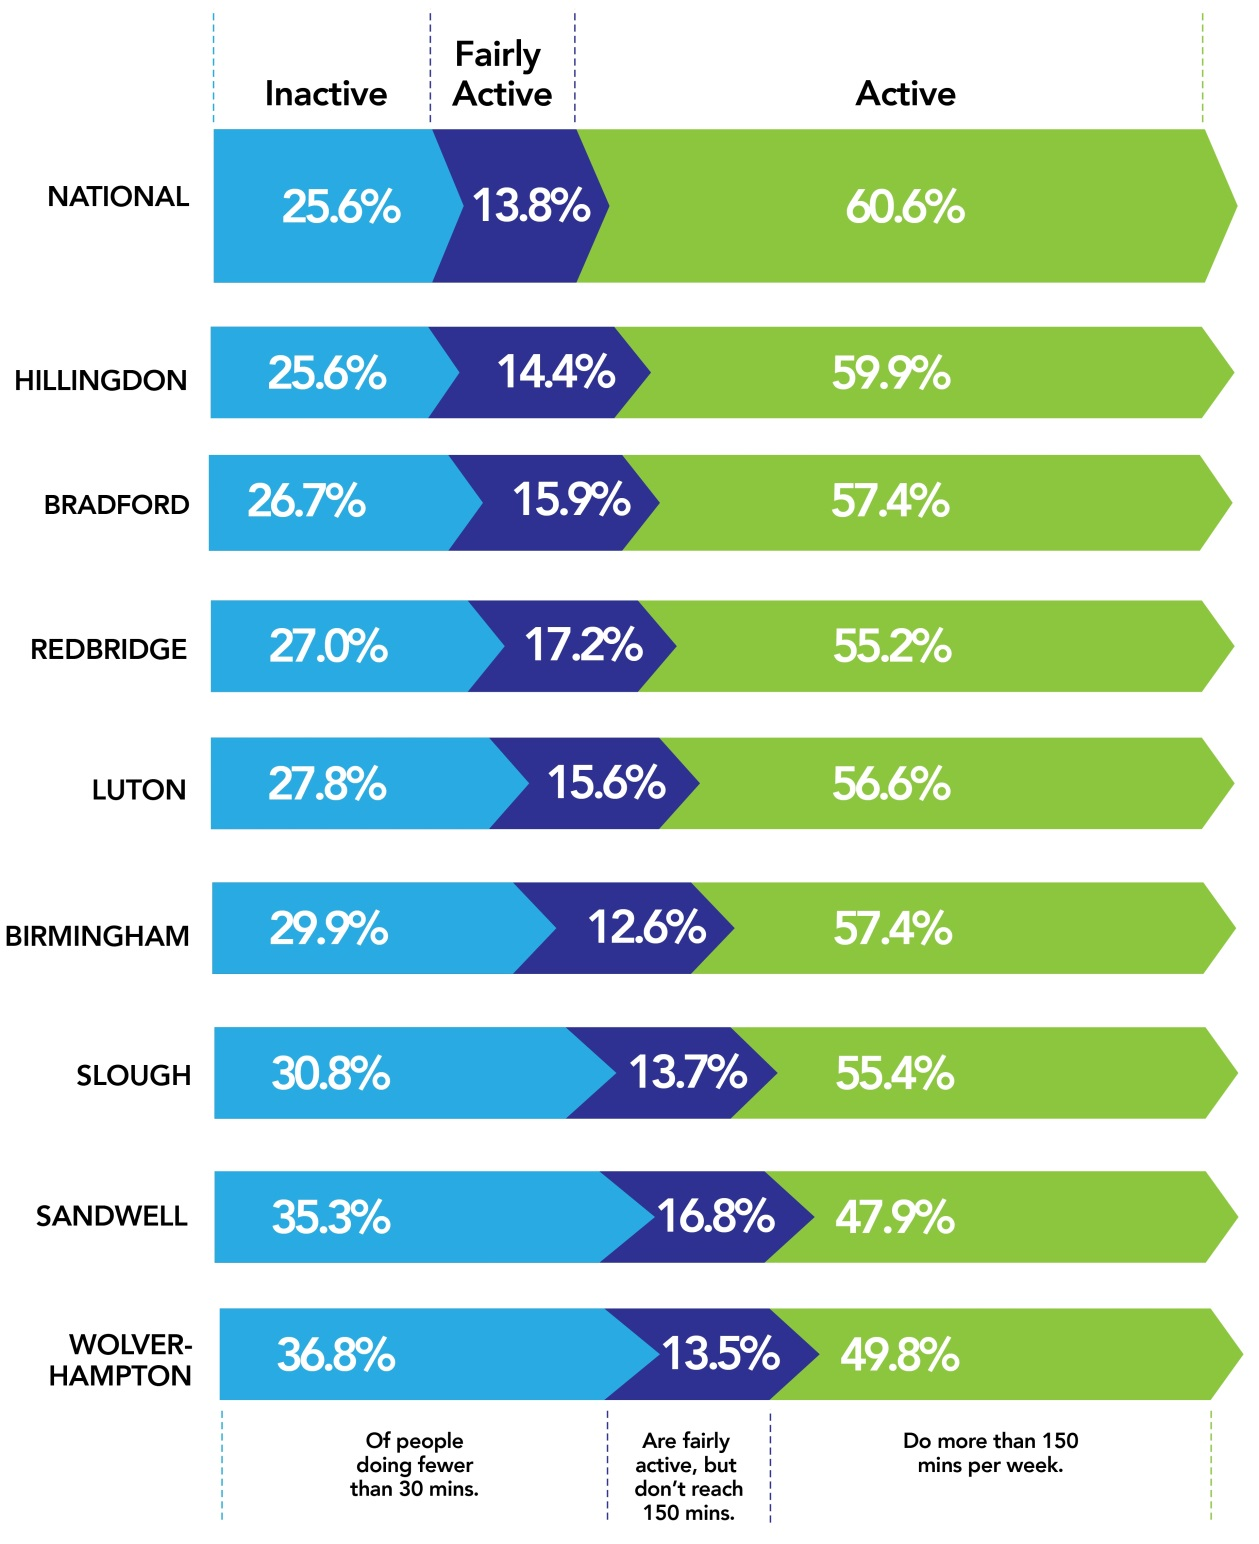 Inactive
Fairly
Active
Active
NATIONAL
25.6%
13.8%
60.6%
HILLINGDON
25.6%
14.4%
59.9%
BRADFORD
26.7%
15.9%
57.4%
REDBRIDGE
27.0%
17.2%
55.2%
LUTON
27.8%
15.6%
56.6%
BIRMINGHAM
29.9%
12.6%
57.4%
SLOUGH
30.8%
13.7%
55.4%
SANDWELL
35.3%
16.8%
47.9%
WOLVER-
HAMPTON
36.8%
13.5%
49.8%
Of people
doing fewer
than 30 mins.
Are fairly
active, but
don’t reach
150 mins.
Do more than 150
mins per week.